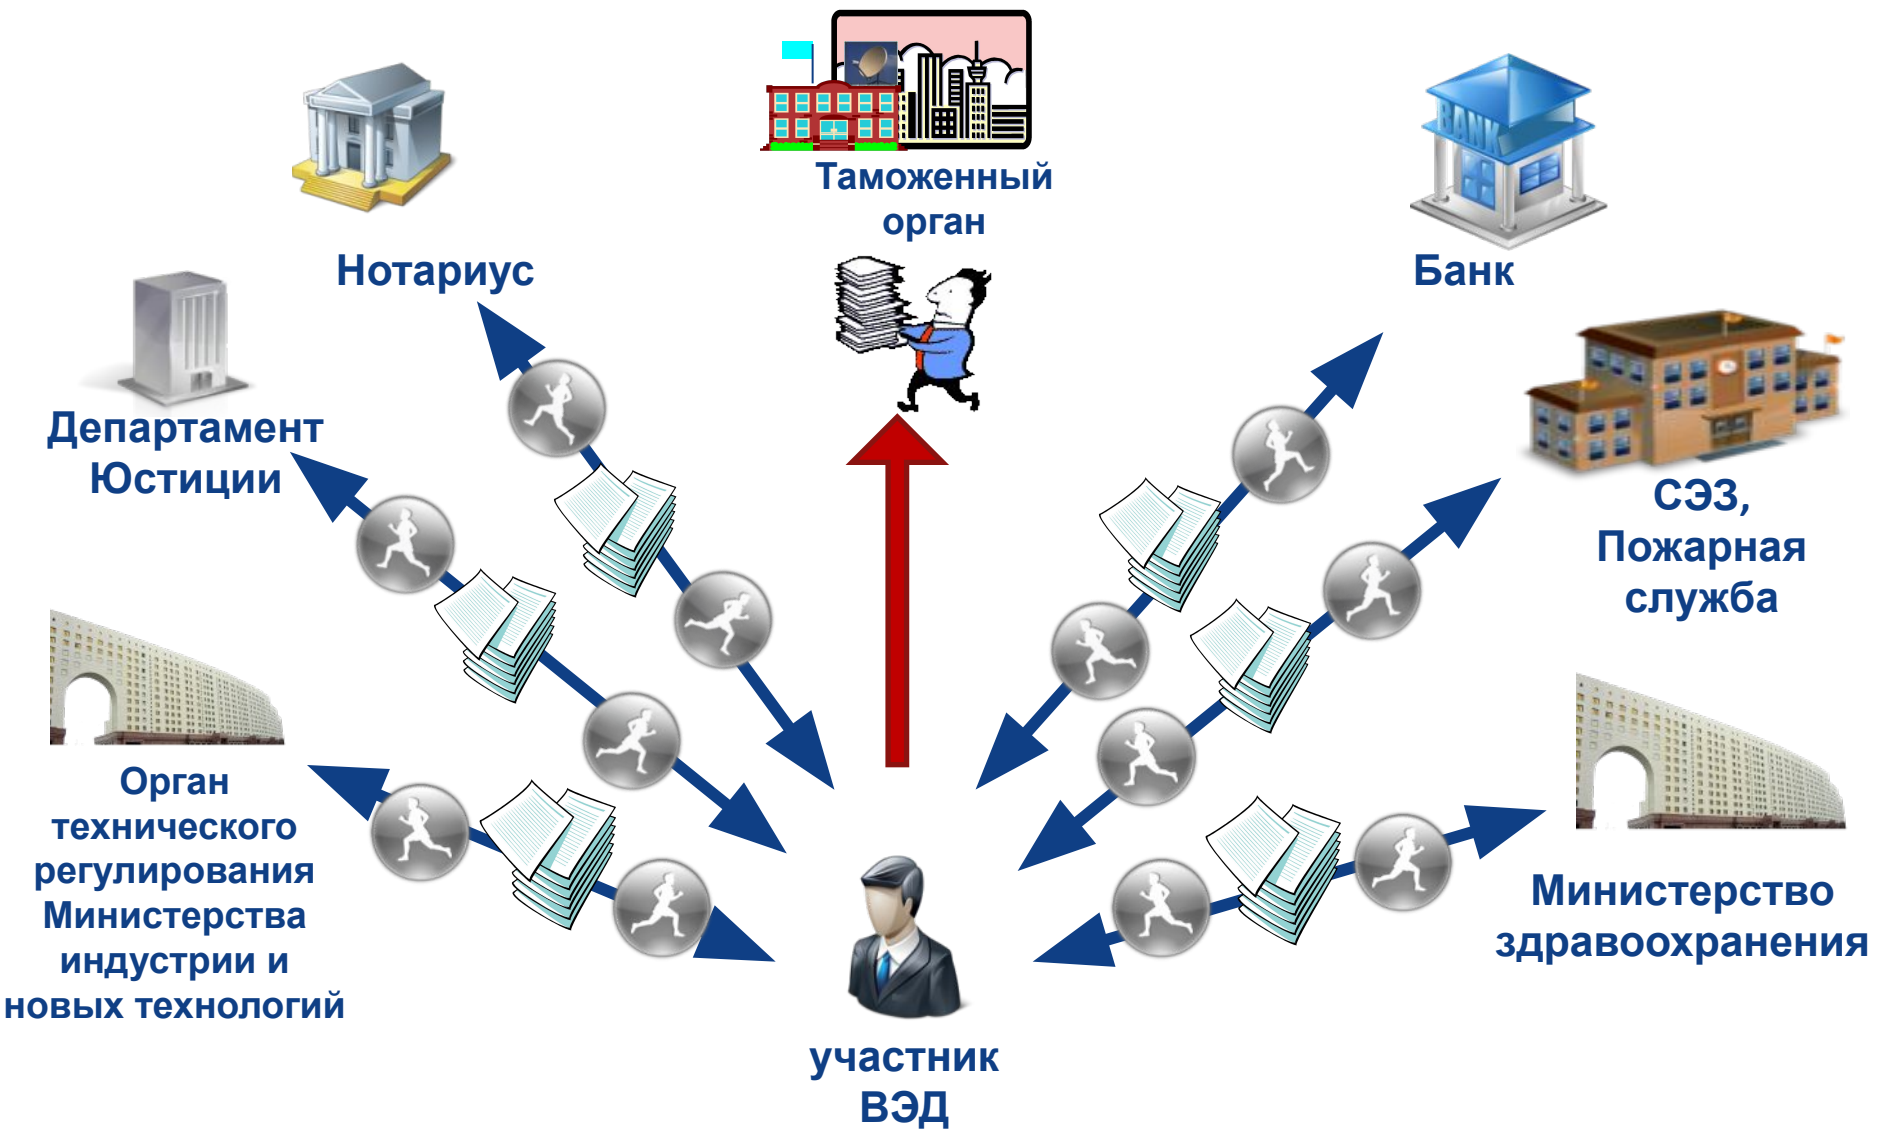 Таможенный
орган
BANK
Нотариус
Банк
Департамент
Юстиции
СЭЗ,
Пожарная
служба
Орган
технического
регулирования
Министерства
индустрии и
новых технологий
Министерство
здравоохранения
участник
ВЭД